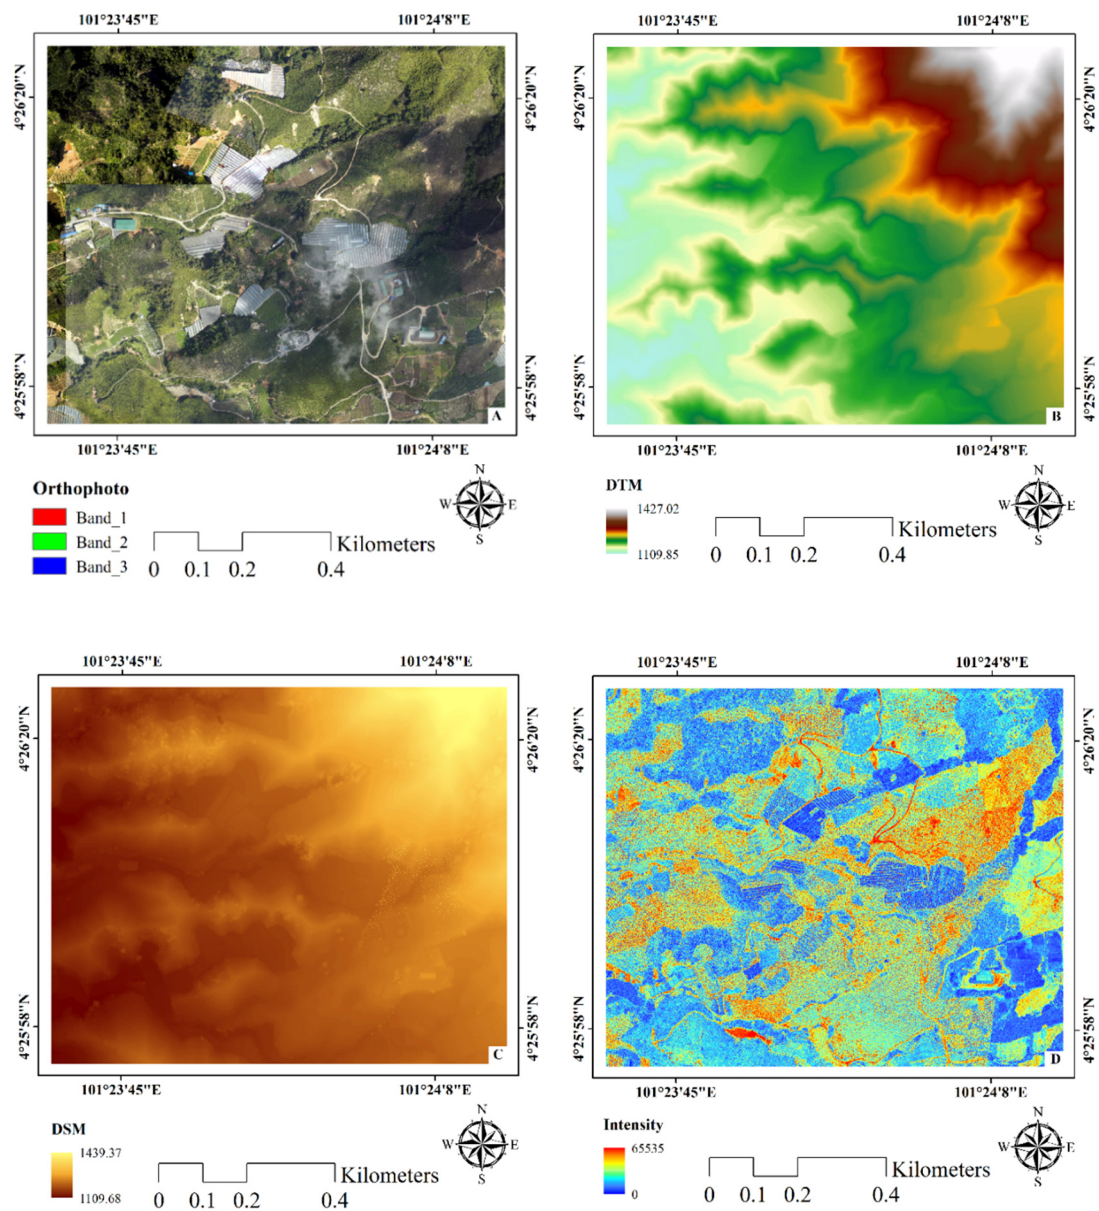 101°23'45"E 101°24'8"E
4°26'20"N 4°26'20"N
4°25'58"N 4°25'58"N
A
101°23'45"E 101°24'8"E
Orthophoto
Band_1
Band_2
Band_3
N
W E
S
Kilometers
0 0.1 0.2 0.4
101°23'45"E 101°24'8"E
4°26'20"N 4°26'20"N
4°25'58"N 4°25'58"N
B
101°23'45"E 101°24'8"E
DTM
1427.02
1109.85
N
W E
S
Kilometers
0 0.1 0.2 0.4
101°23'45"E 101°24'8"E
4°26'20"N 4°26'20"N
4°25'58"N 4°25'58"N
C
101°23'45"E 101°24'8"E
DSM
1439.37
1109.68
N
W E
S
Kilometers
0 0.1 0.2 0.4
101°23'45"E 101°24'8"E
4°26'20"N 4°26'20"N
4°25'58"N 4°25'58"N
D
101°23'45"E 101°24'8"E
Intensity
65535
0
N
W E
S
Kilometers
0 0.1 0.2 0.4